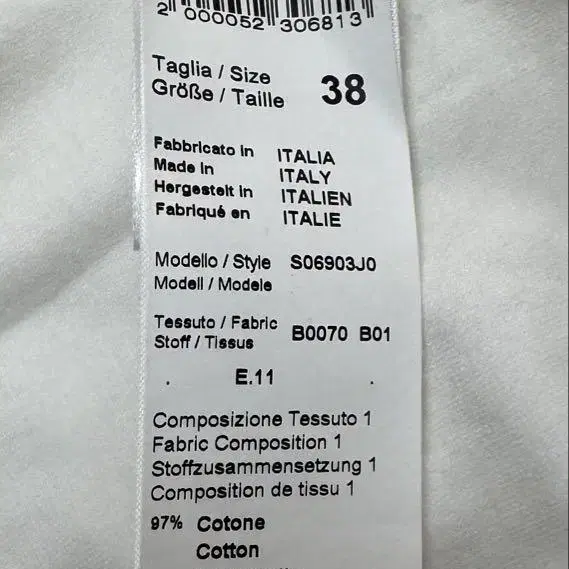 2 000052 306813
Taglia / Size
Größe / Taille 38
Fabbricato in ITALIA
Made in ITALY
Hergestelt in ITALIEN
Fabriqué en ITALIE
Modello / Style S06903J0
Modell / Modele
Tessuto / Fabric
Stoff / Tissus B0070 B01
E.11
Composizione Tessuto 1
Fabric Composition 1
Stoffzusammensetzung 1
Composition de tissu 1
97% Cotone
Cotton